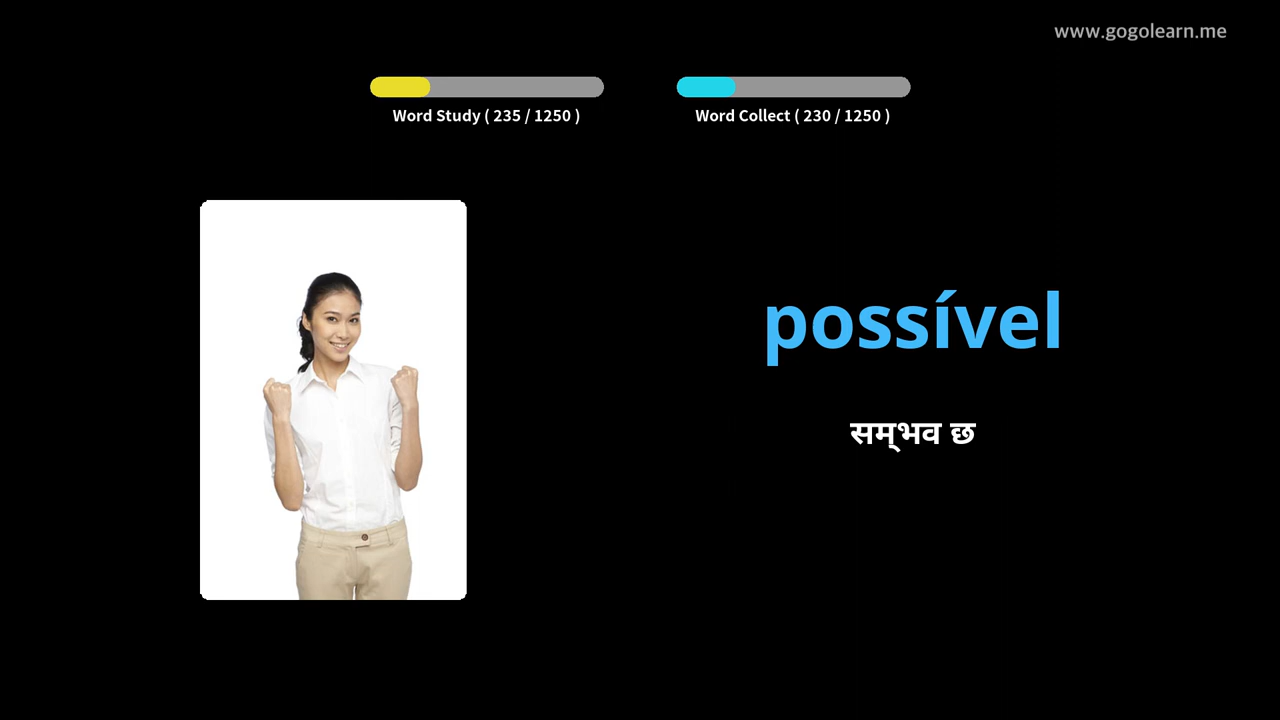 www.gogolearn.me
Word Study ( 235 / 1250 )
Word Collect ( 230 / 1250 )
possível
सम्‌भव छ